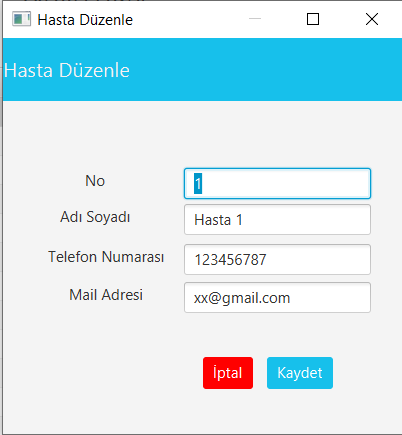 Hasta Düzenle
Hasta Düzenle
No 1
Adı Soyadı Hasta 1
Telefon Numarası 123456787
Mail Adresi xx@gmail.com
İptal Kaydet